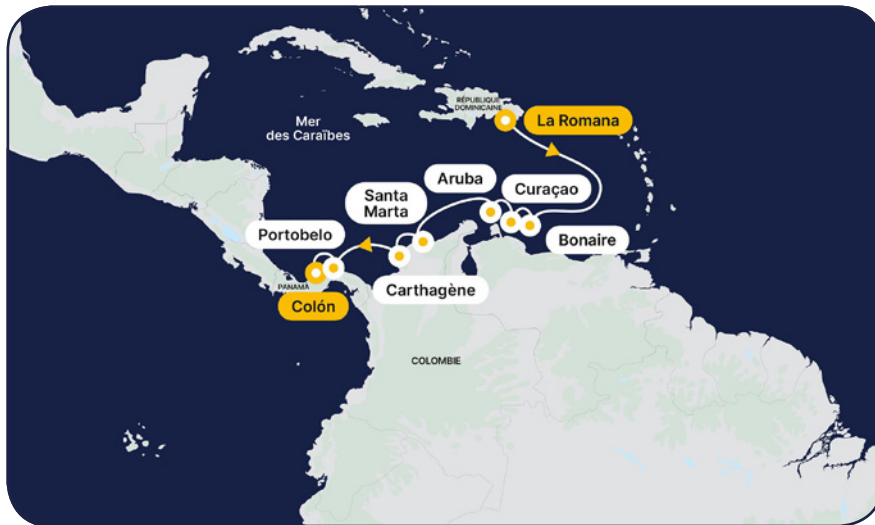 RÉPUBLIQUE
DOMINICAINE
La Romana
Mer
des Caraïbes
Aruba
Curaçao
Santa
Marta
Portobelo
Bonaire
PANAMA
Carthagène
Colón
COLOMBIE